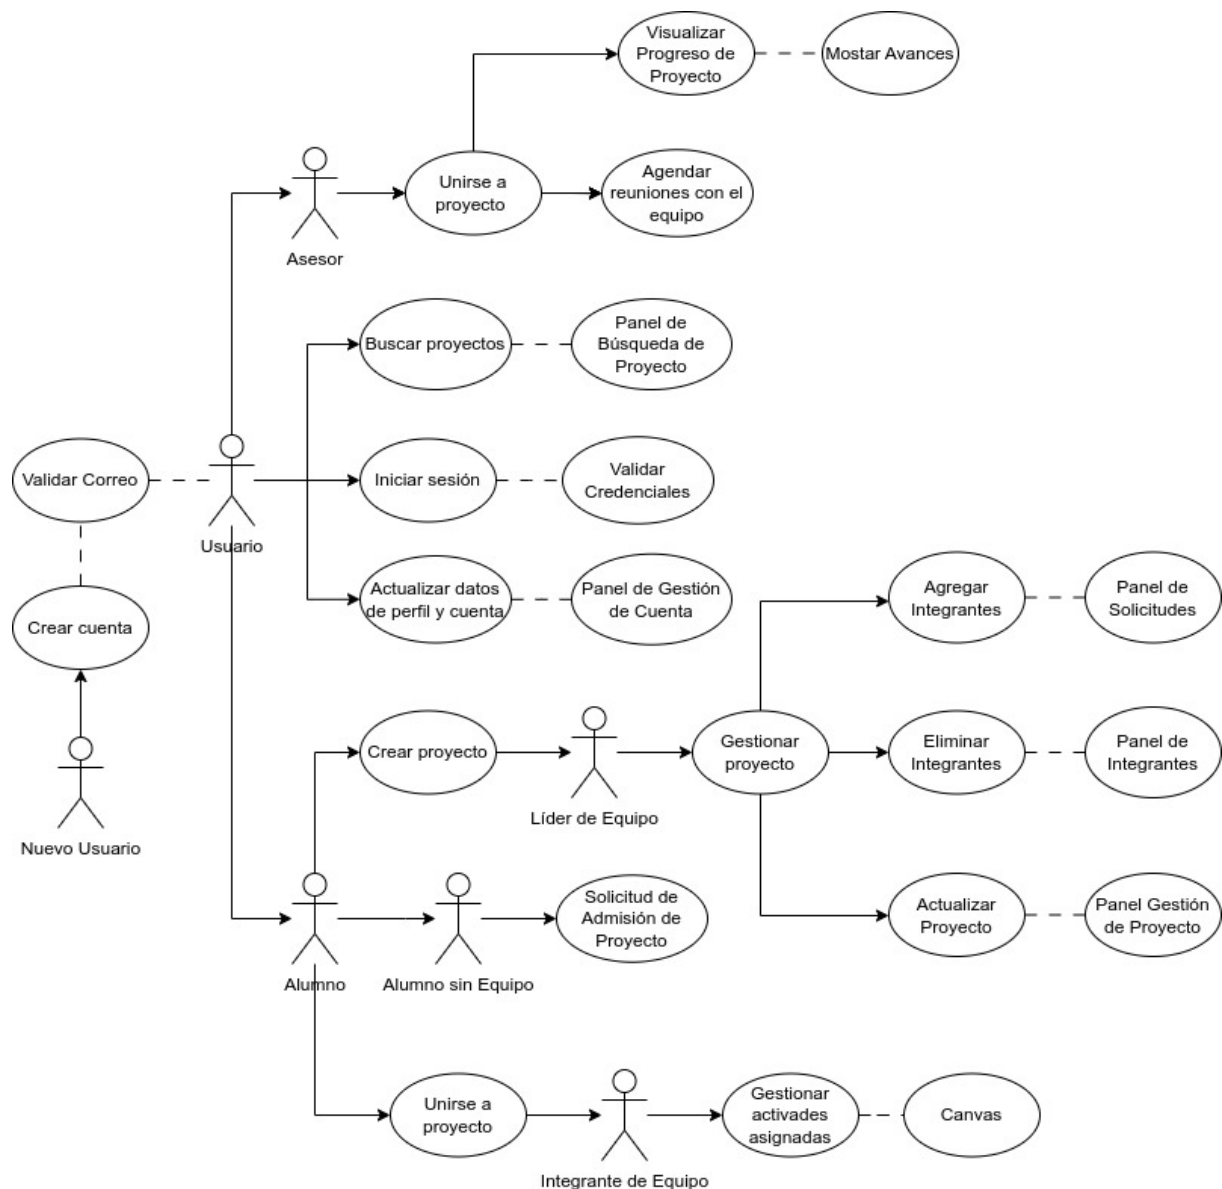 Visualizar
Progreso de
Proyecto
Mostar Avances
Asesor
Unirse a
proyecto
Agendar
reuniones con el
equipo
Buscar proyectos
Panel de
Búsqueda de
Proyecto
Validar Correo
Usuario
Iniciar sesión
Validar
Credenciales
Actualizar datos
de perfil y cuenta
Panel de Gestión
de Cuenta
Crear cuenta
Nuevo Usuario
Agregar
Integrantes
Panel de
Solicitudes
Crear proyecto
Líder de Equipo
Gestionar
proyecto
Eliminar
Integrantes
Panel de
Integrantes
Actualizar
Proyecto
Panel Gestión
de Proyecto
Alumno
Alumno sin Equipo
Solicitud de
Admisión de
Proyecto
Unirse a
proyecto
Integrante de Equipo
Gestionar
activades
asignadas
Canvas